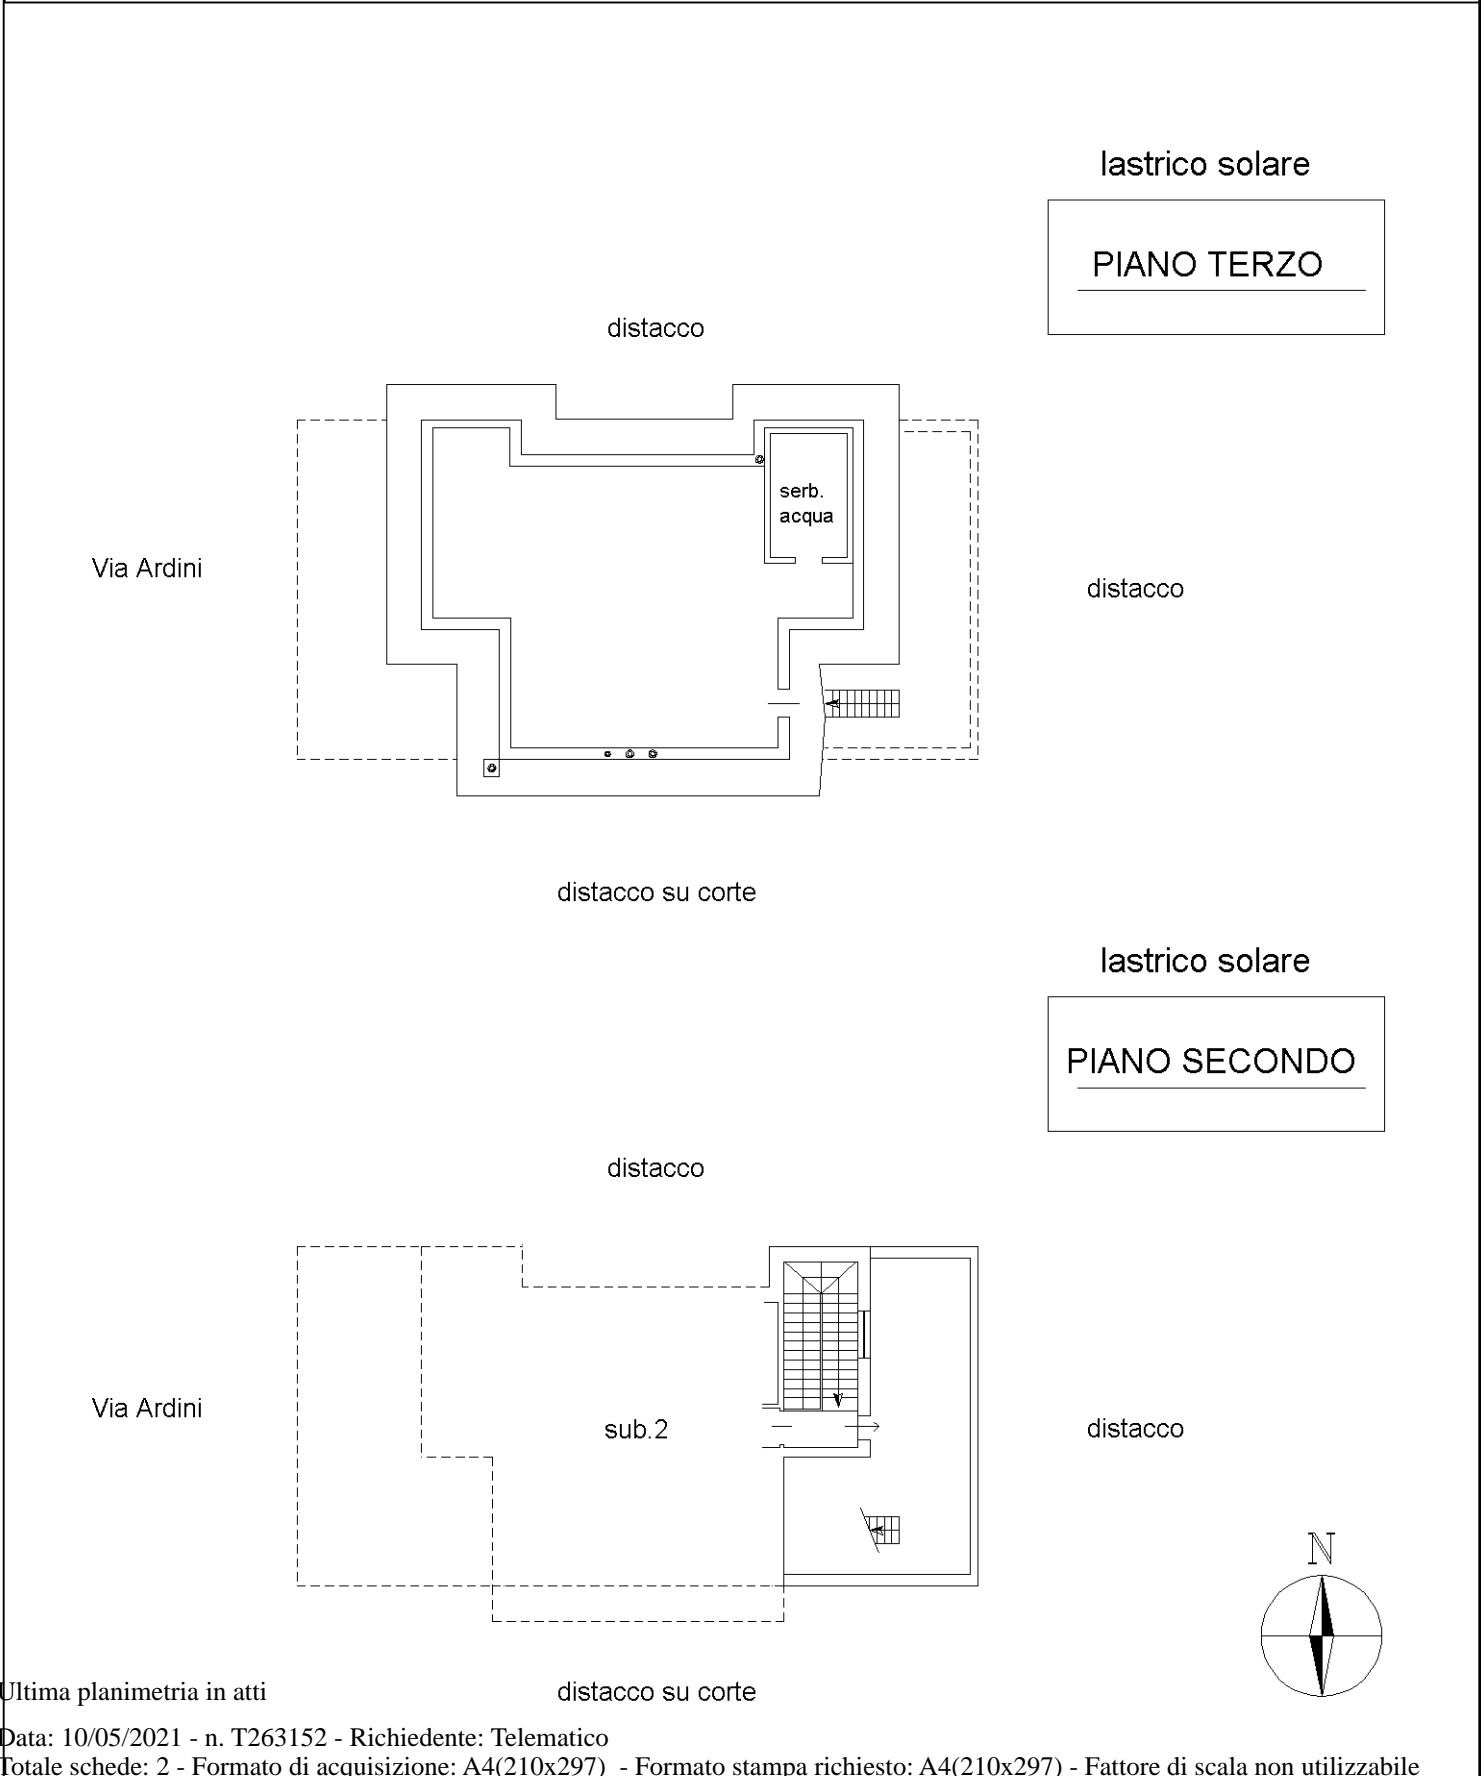 lastrico solare
PIANO TERZO
distacco
serb.
acqua
Via Ardini
distacco
distacco su corte
lastrico solare
PIANO SECONDO
distacco
Via Ardini
sub.2
distacco
N
Ultima planimetria in atti
distacco su corte
Data: 10/05/2021 - n. T263152 - Richiedente: Telematico
Totale schede: 2 - Formato di acquisizione: A4(210x297) - Formato stampa richiesto: A4(210x297) - Fattore di scala non utilizzabile